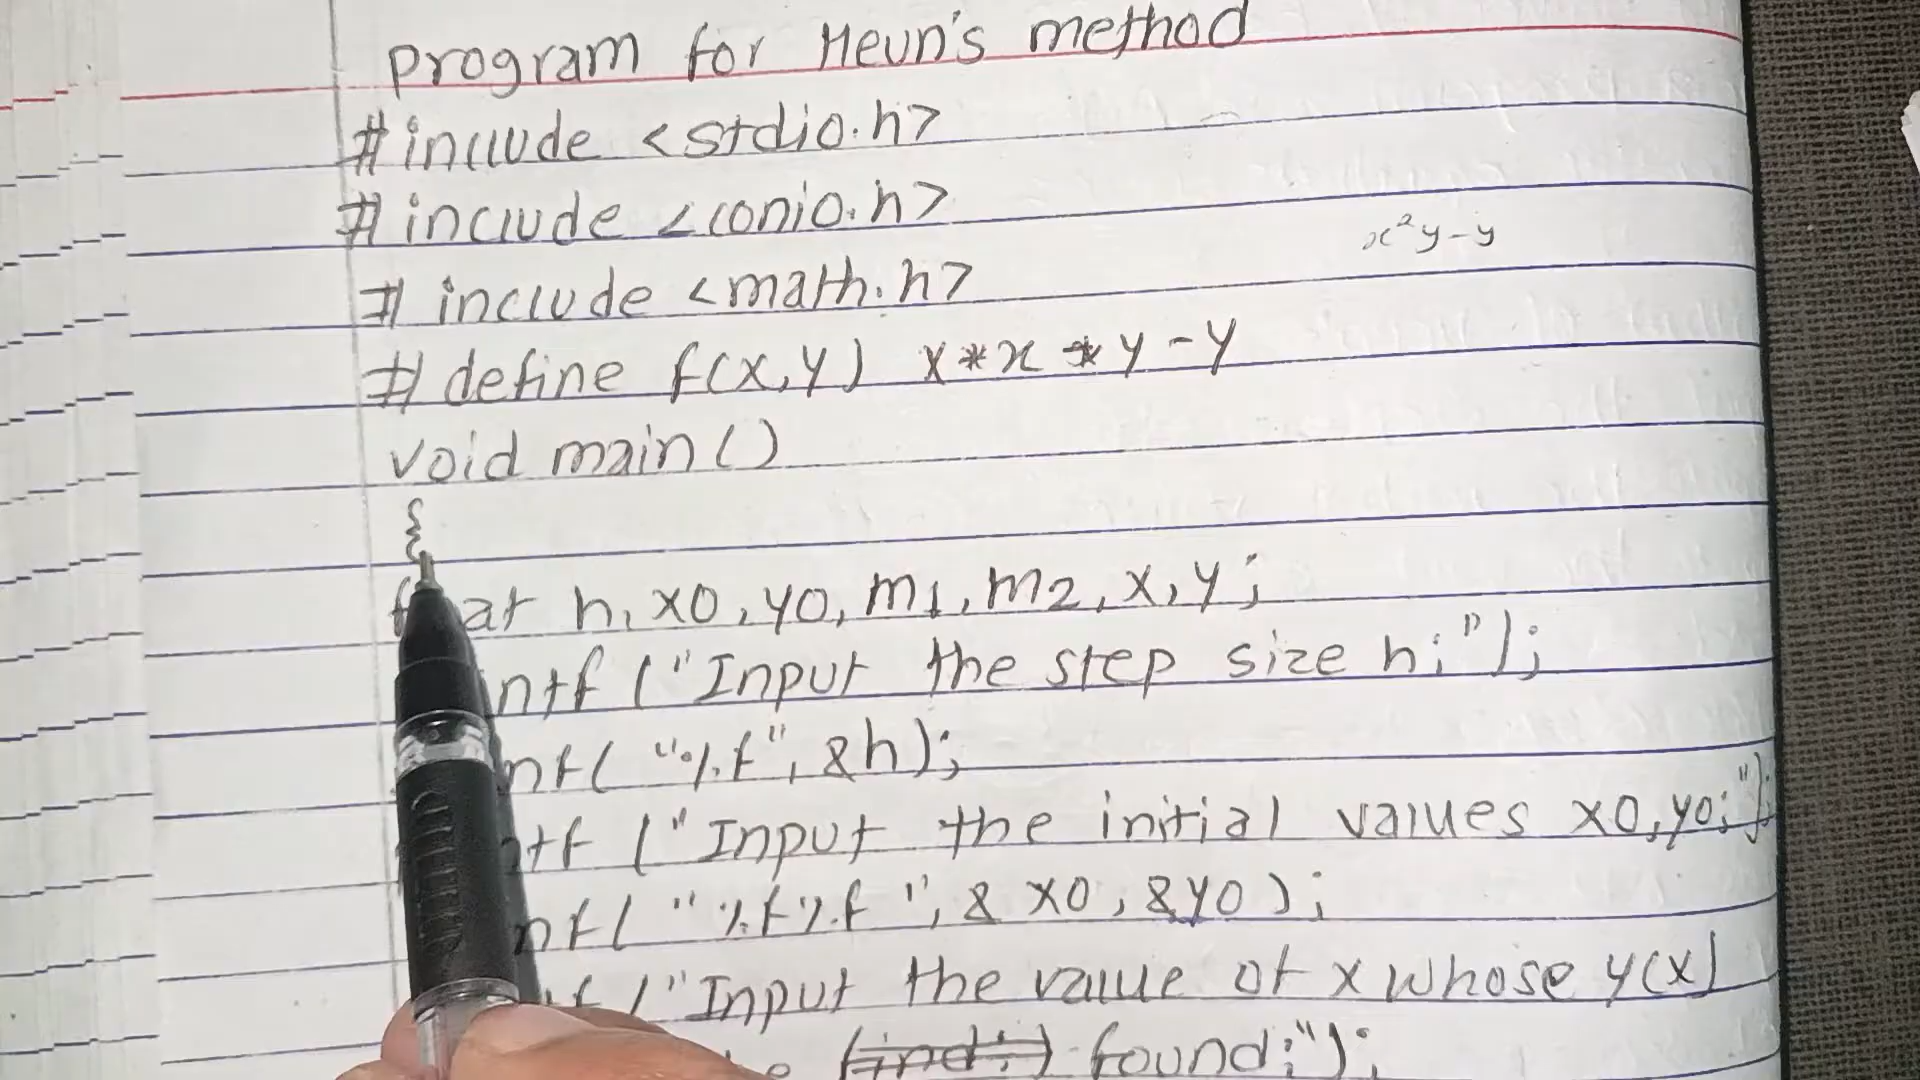 program for Heun's method
#include <stdio.h>
#include <conio.h>
# include <math.h>
x²y-y
# define f(x,y) x*x*y-y
void main()
{
float h, x0, y0, m1, m2, x, y;
ntf ("Input the step size h:");
nf( "%f", &h);
ntf ("Input the initial values x0,y0:");
nf( "%f%f", & x0, &y0);
tf ("Input the value of x whose y(x)
found:");